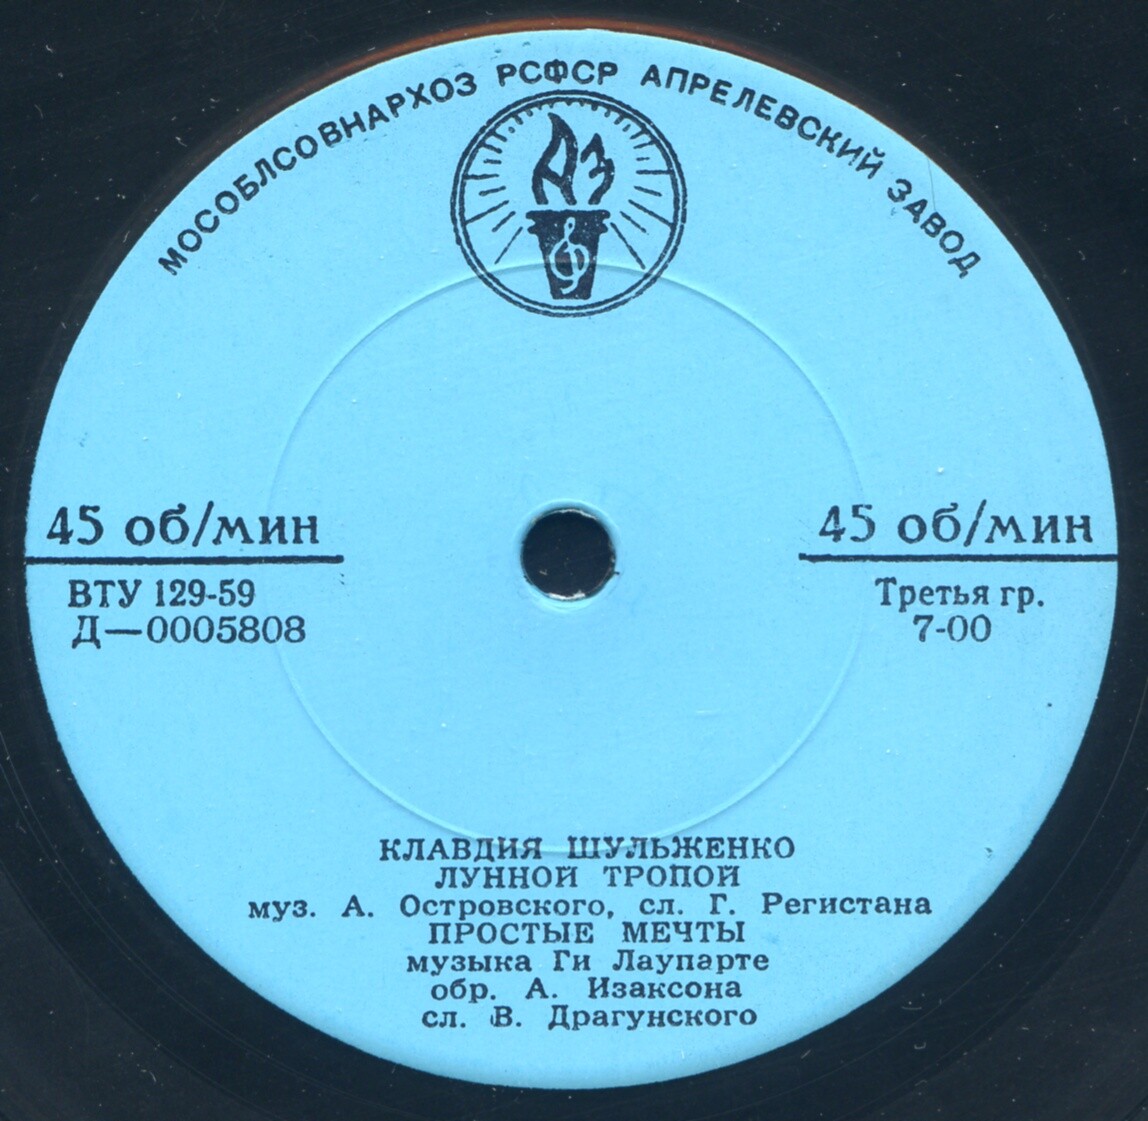 МОСОБЛСОВНАРХОЗ РСФСР АПРЕЛЕВСКИЙ ЗАВОД
АЗ
45 об/мин
ВТУ 129-59
Д—0005808
45 об/мин
Третья гр.
7-00
КЛАВДИЯ ШУЛЬЖЕНКО
ЛУННОЙ ТРОПОЙ
муз. А. Островского, сл. Г. Регистана
ПРОСТЫЕ МЕЧТЫ
музыка Ги Лаупарте
обр. А. Изаксона
сл. В. Драгунского